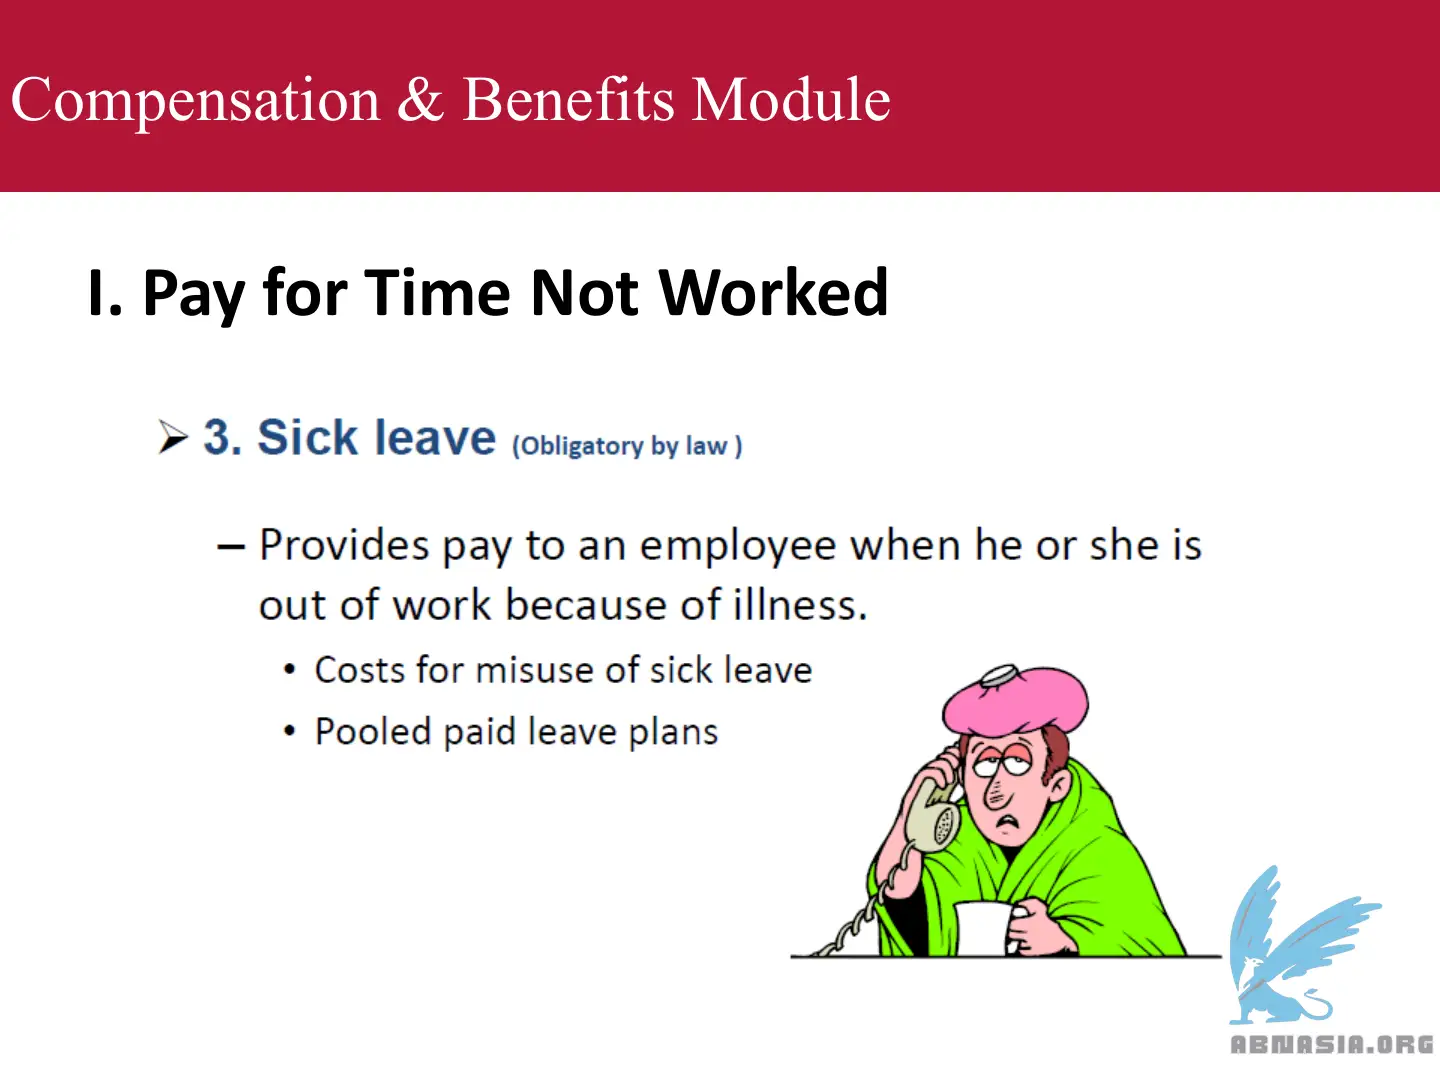 Compensation & Benefits Module
I. Pay for Time Not Worked
➢ 3. Sick leave (Obligatory by law )
– Provides pay to an employee when he or she is
out of work because of illness.
• Costs for misuse of sick leave
• Pooled paid leave plans
ABNASIA.ORG